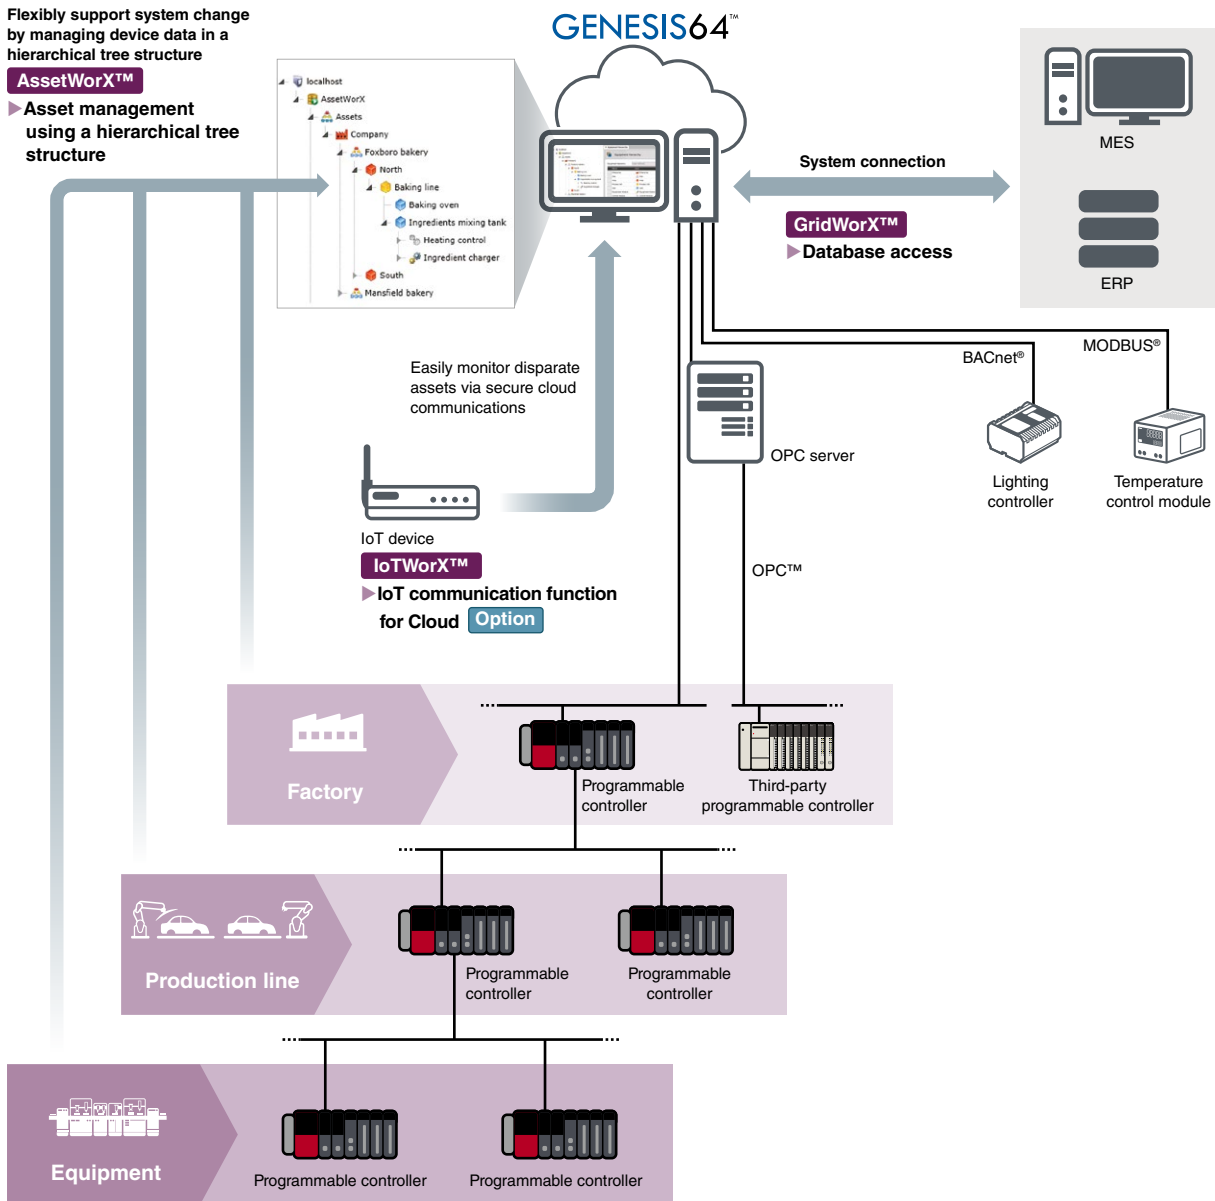 Flexibly support system change
by managing device data in a
hierarchical tree structure
AssetWorX™
Asset management
using a hierarchical tree
structure
GENESIS64™
localhost
AssetWorX
Assets
Company
Foxboro bakery
North
Baking line
Baking oven
Ingredients mixing tank
Heating control
Ingredient charger
South
Mansfield bakery
System connection
GridWorX™
Database access
MES
ERP
Easily monitor disparate
assets via secure cloud
communications
IoT device
IoTWorX™
IoT communication function
for Cloud Option
OPC server
OPC™
BACnet®
MODBUS®
Lighting
controller
Temperature
control module
Factory
Programmable
controller
Third-party
programmable controller
Production line
Programmable
controller
Programmable
controller
Equipment
Programmable controller
Programmable controller